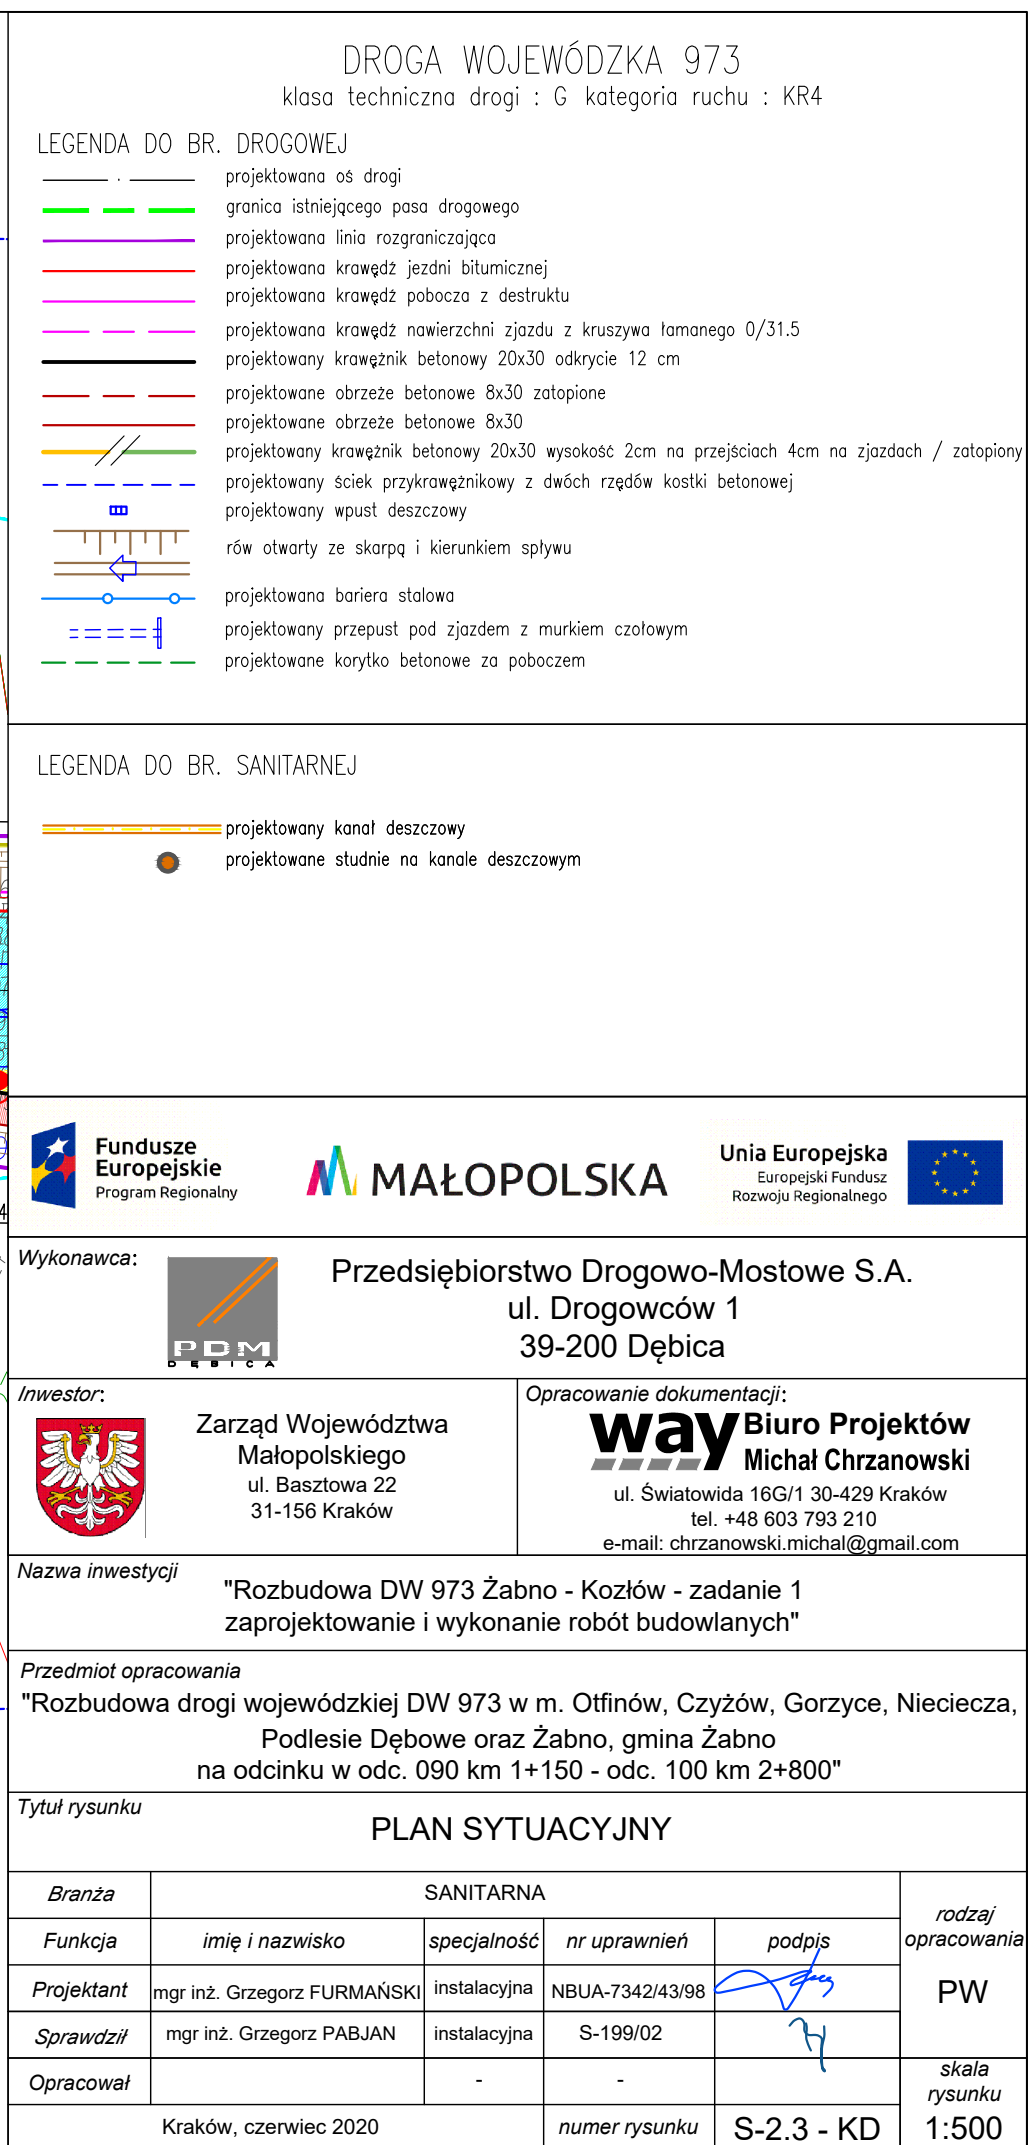 DROGA WOJEWÓDZKA 973
klasa techniczna drogi : G kategoria ruchu : KR4
LEGENDA DO BR. DROGOWEJ
projektowana oś drogi
granica istniejącego pasa drogowego
projektowana linia rozgraniczająca
projektowana krawędź jezdni bitumicznej
projektowana krawędź pobocza z destruktu
projektowana krawędź nawierzchni zjazdu z kruszywa łamanego 0/31.5
projektowany krawężnik betonowy 20x30 odkrycie 12 cm
projektowane obrzeże betonowe 8x30 zatopione
projektowane obrzeże betonowe 8x30
projektowany krawężnik betonowy 20x30 wysokość 2cm na przejściach 4cm na zjazdach / zatopiony
projektowany ściek przykrawężnikowy z dwóch rzędów kostki betonowej
projektowany wpust deszczowy
rów otwarty ze skarpą i kierunkiem spływu
projektowana bariera stalowa
projektowany przepust pod zjazdem z murkiem czołowym
projektowane korytko betonowe za poboczem
LEGENDA DO BR. SANITARNEJ
projektowany kanał deszczowy
projektowane studnie na kanale deszczowym
Fundusze
Europejskie
Program Regionalny
MAŁOPOLSKA
Unia Europejska
Europejski Fundusz
Rozwoju Regionalnego
Wykonawca:
PDM
DĘBICA
Przedsiębiorstwo Drogowo-Mostowe S.A.
ul. Drogowców 1
39-200 Dębica
Inwestor:
Zarząd Województwa
Małopolskiego
ul. Basztowa 22
31-156 Kraków
Opracowanie dokumentacji:
way Biuro Projektów
Michał Chrzanowski
ul. Światowida 16G/1 30-429 Kraków
tel. +48 603 793 210
e-mail: chrzanowski.michal@gmail.com
Nazwa inwestycji
"Rozbudowa DW 973 Żabno - Kozłów - zadanie 1
zaprojektowanie i wykonanie robót budowlanych"
Przedmiot opracowania
"Rozbudowa drogi wojewódzkiej DW 973 w m. Otfinów, Czyżów, Gorzyce, Nieciecza,
Podlesie Dębowe oraz Żabno, gmina Żabno
na odcinku w odc. 090 km 1+150 - odc. 100 km 2+800"
Tytuł rysunku
PLAN SYTUACYJNY
Branża SANITARNA
Funkcja imię i nazwisko specjalność nr uprawnień podpis rodzaj opracowania
Projektant mgr inż. Grzegorz FURMAŃSKI instalacyjna NBUA-7342/43/98 PW
Sprawdził mgr inż. Grzegorz PABJAN instalacyjna S-199/02
Opracował - - skala rysunku
Kraków, czerwiec 2020 numer rysunku S-2.3 - KD 1:500